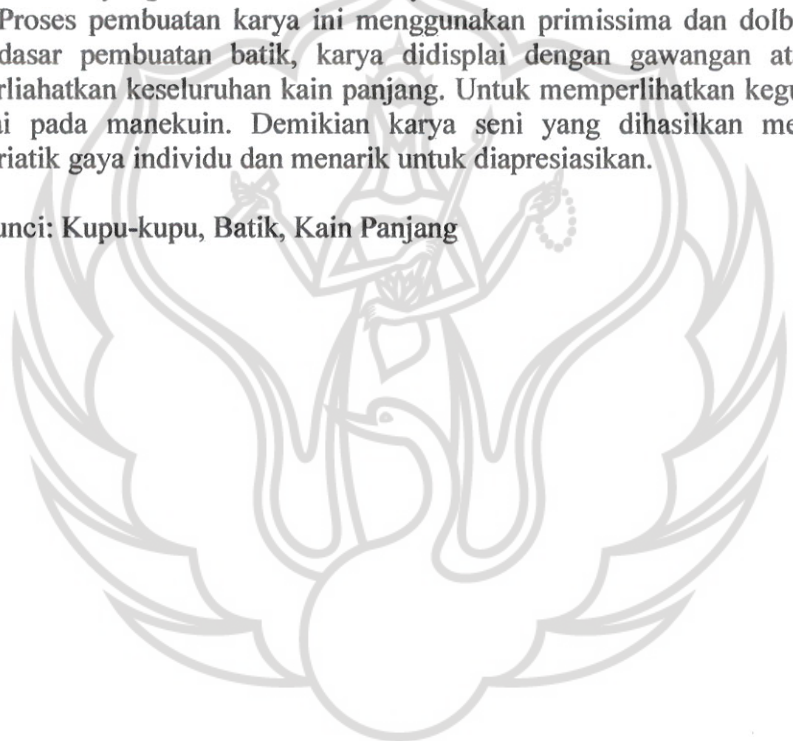 Proses pembuatan karya ini menggunakan primissima dan dolb
dasar pembuatan batik, karya didisplai dengan gawangan at
rliahatkan keseluruhan kain panjang. Untuk memperlihatkan kegu
i pada manekuin. Demikian karya seni yang dihasilkan me
riatik gaya individu dan menarik untuk diapresiasikan.
unci: Kupu-kupu, Batik, Kain Panjang